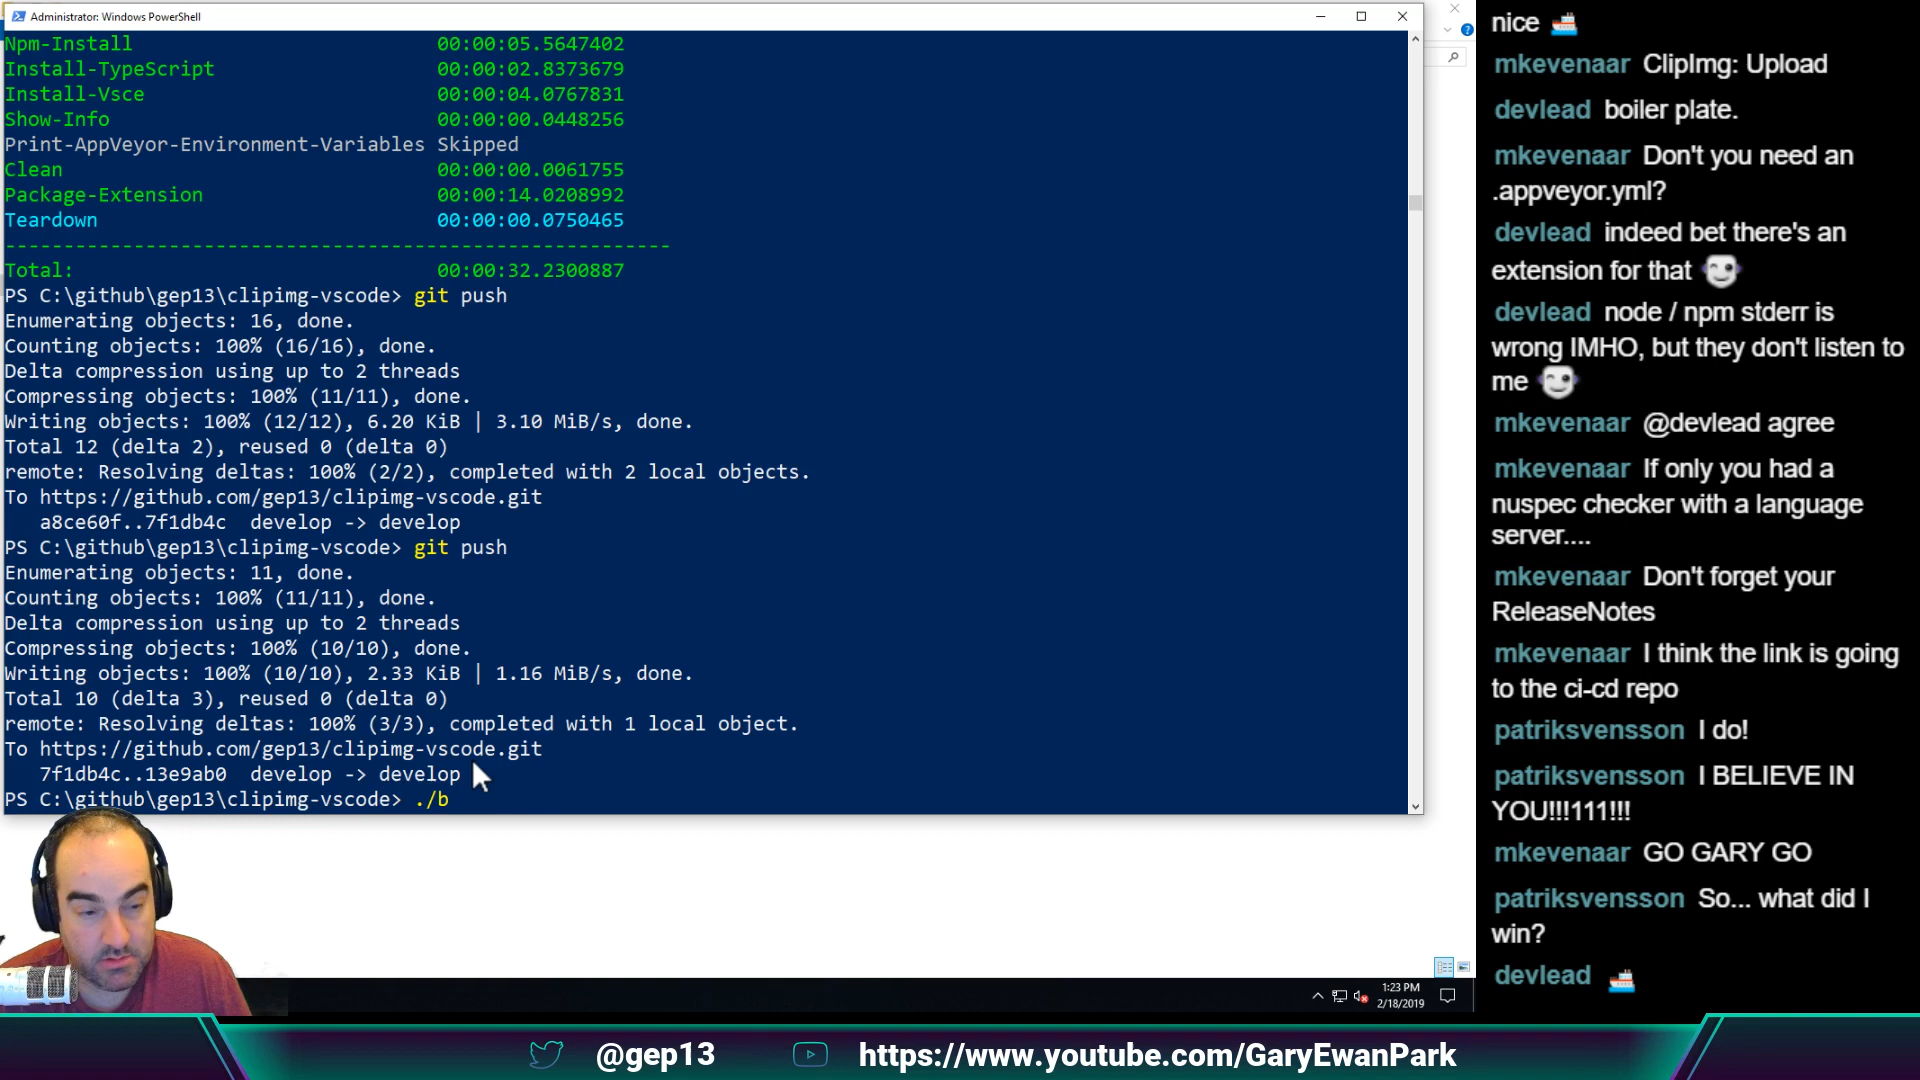 Administrator: Windows PowerShell
Npm-Install 00:00:05.5647402
Install-TypeScript 00:00:02.8373679
Install-Vsce 00:00:04.0767831
Show-Info 00:00:00.0448256
Print-AppVeyor-Environment-Variables Skipped
Clean 00:00:00.0061755
Package-Extension 00:00:14.0208992
Teardown 00:00:00.0750465
---------------------------------------------------------
Total: 00:00:32.2300887
PS C:\github\gep13\clipimg-vscode> git push
Enumerating objects: 16, done.
Counting objects: 100% (16/16), done.
Delta compression using up to 2 threads
Compressing objects: 100% (11/11), done.
Writing objects: 100% (12/12), 6.20 KiB | 3.10 MiB/s, done.
Total 12 (delta 2), reused 0 (delta 0)
remote: Resolving deltas: 100% (2/2), completed with 2 local objects.
To https://github.com/gep13/clipimg-vscode.git
a8ce60f..7f1db4c develop -> develop
PS C:\github\gep13\clipimg-vscode> git push
Enumerating objects: 11, done.
Counting objects: 100% (11/11), done.
Delta compression using up to 2 threads
Compressing objects: 100% (10/10), done.
Writing objects: 100% (10/10), 2.33 KiB | 1.16 MiB/s, done.
Total 10 (delta 3), reused 0 (delta 0)
remote: Resolving deltas: 100% (3/3), completed with 1 local object.
To https://github.com/gep13/clipimg-vscode.git
7f1db4c..13e9ab0 develop -> develop
PS C:\github\gep13\clipimg-vscode> ./b
1:23 PM
2/18/2019
nice
mkevenaar ClipImg: Upload
devlead boiler plate.
mkevenaar Don't you need an
.appveyor.yml?
devlead indeed bet there's an
extension for that
devlead node / npm stderr is
wrong IMHO, but they don't listen to
me
mkevenaar @devlead agree
mkevenaar If only you had a
nuspec checker with a language
server....
mkevenaar Don't forget your
ReleaseNotes
mkevenaar I think the link is going
to the ci-cd repo
patriksvensson I do!
patriksvensson I BELIEVE IN
YOU!!!111!!!
mkevenaar GO GARY GO
patriksvensson So... what did I
win?
devlead
@gep13
https://www.youtube.com/GaryEwanPark